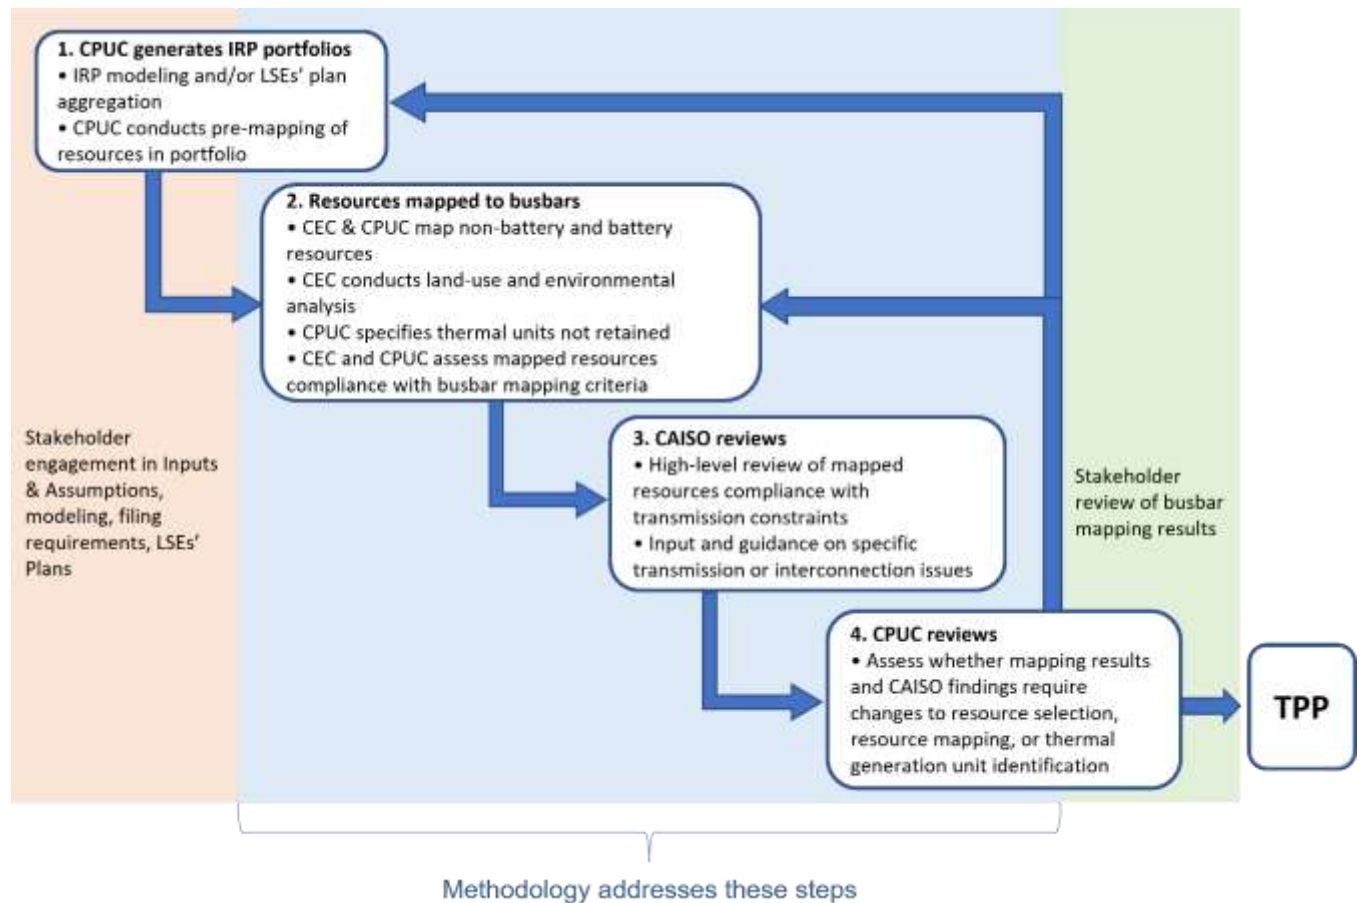 1. CPUC generates IRP portfolios
• IRP modeling and/or LSEs' plan
aggregation
• CPUC conducts pre-mapping of
resources in portfolio
2. Resources mapped to busbars
• CEC & CPUC map non-battery and battery
resources
• CEC conducts land-use and environmental
analysis
• CPUC specifies thermal units not retained
• CEC and CPUC assess mapped resources
compliance with busbar mapping criteria
Stakeholder
engagement in Inputs
& Assumptions,
modeling, filing
requirements, LSEs'
Plans
3. CAISO reviews
• High-level review of mapped
resources compliance with
transmission constraints
• Input and guidance on specific
transmission or interconnection issues
Stakeholder
review of busbar
mapping results
4. CPUC reviews
• Assess whether mapping results
and CAISO findings require
changes to resource selection,
resource mapping, or thermal
generation unit identification
TPP
Methodology addresses these steps